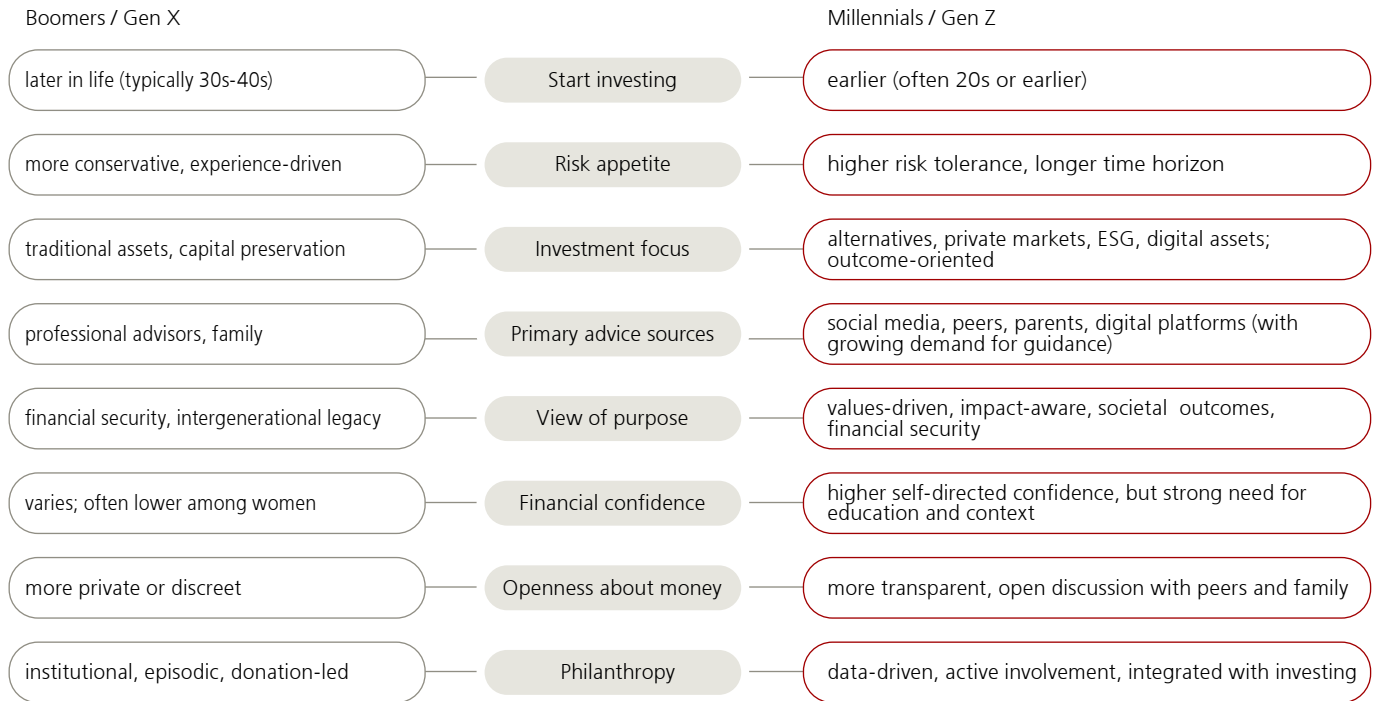 Boomers / Gen X
Millennials / Gen Z
later in life (typically 30s-40s)
Start investing
earlier (often 20s or earlier)
more conservative, experience-driven
Risk appetite
higher risk tolerance, longer time horizon
traditional assets, capital preservation
Investment focus
alternatives, private markets, ESG, digital assets;
outcome-oriented
professional advisors, family
Primary advice sources
social media, peers, parents, digital platforms (with
growing demand for guidance)
financial security, intergenerational legacy
View of purpose
values-driven, impact-aware, societal outcomes,
financial security
varies; often lower among women
Financial confidence
higher self-directed confidence, but strong need for
education and context
more private or discreet
Openness about money
more transparent, open discussion with peers and family
institutional, episodic, donation-led
Philanthropy
data-driven, active involvement, integrated with investing